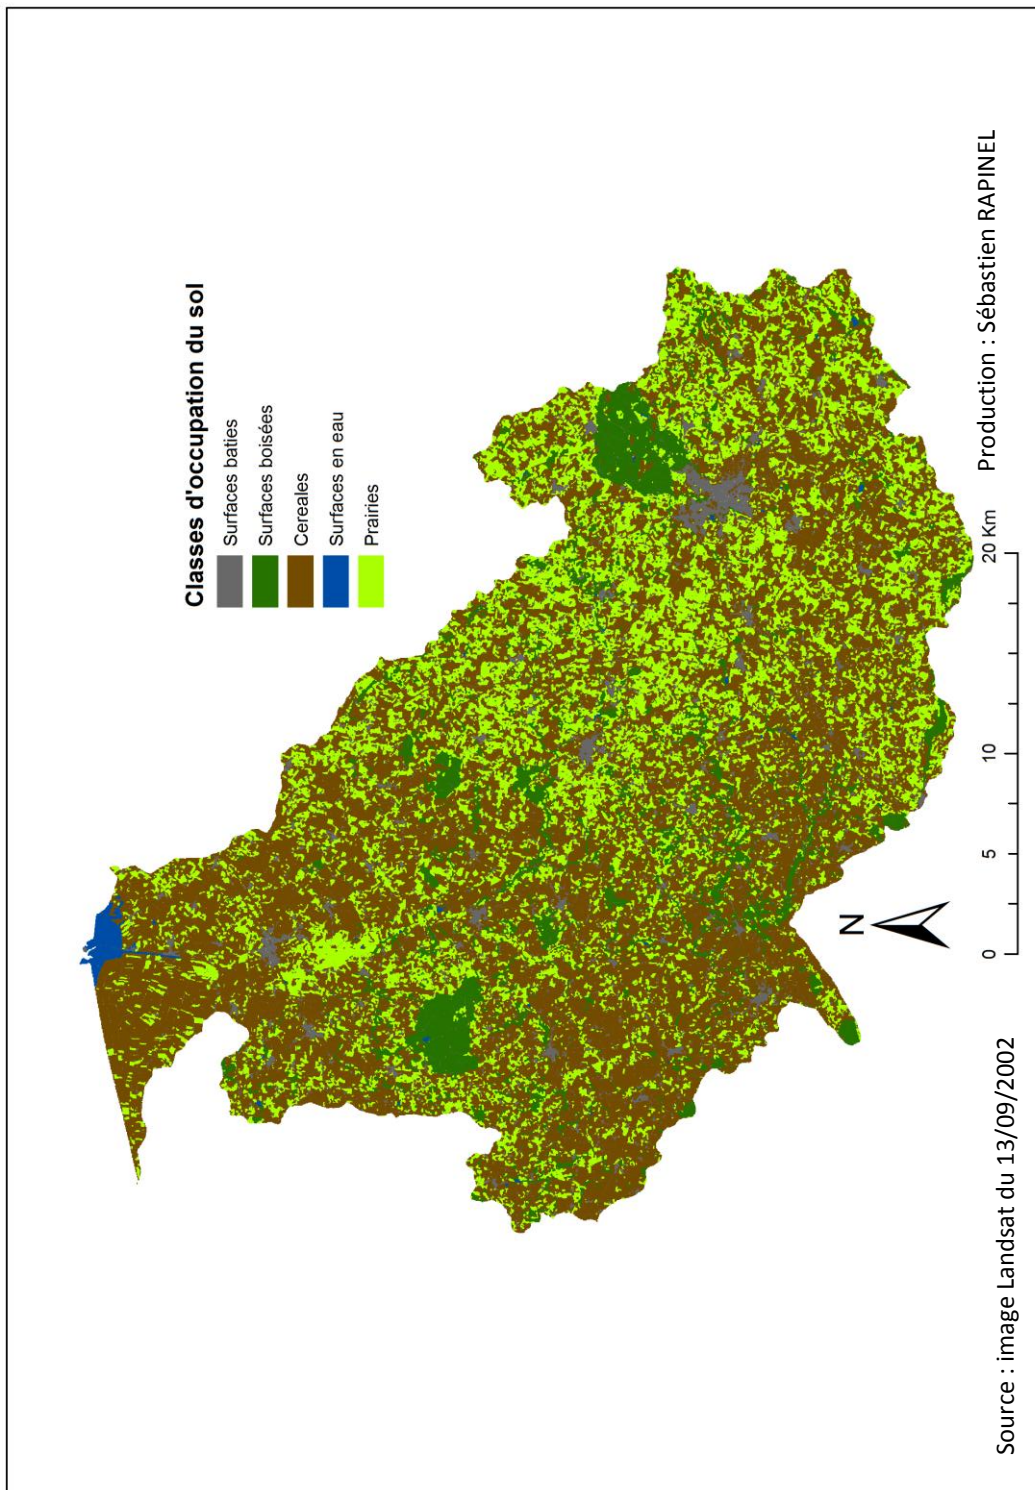 Classes d'occupation du sol
Surfaces baties
Surfaces boisées
Cereales
Surfaces en eau
Prairies
N
0 5 10 20 Km
Source : image Landsat du 13/09/2002
Production : Sébastien RAPINEL